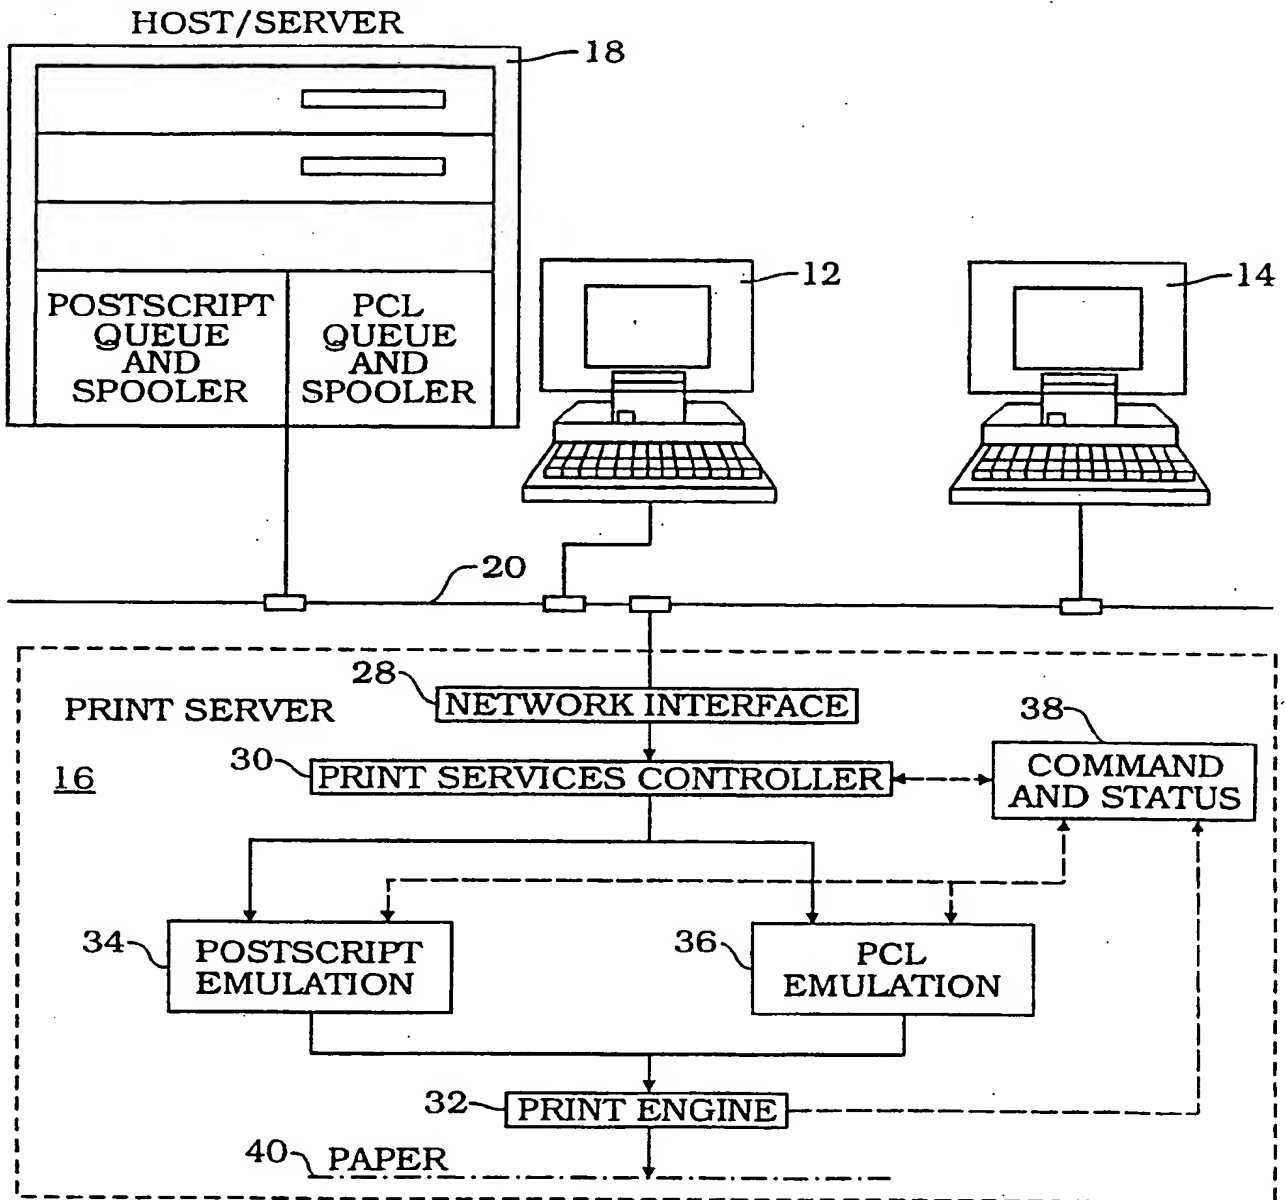 HOST/SERVER
18
POSTSCRIPT
QUEUE
AND
SPOOLER
PCL
QUEUE
AND
SPOOLER
12
14
20
PRINT SERVER
16
28
NETWORK INTERFACE
30
PRINT SERVICES CONTROLLER
38
COMMAND
AND STATUS
34
POSTSCRIPT
EMULATION
36
PCL
EMULATION
32
PRINT ENGINE
40
PAPER